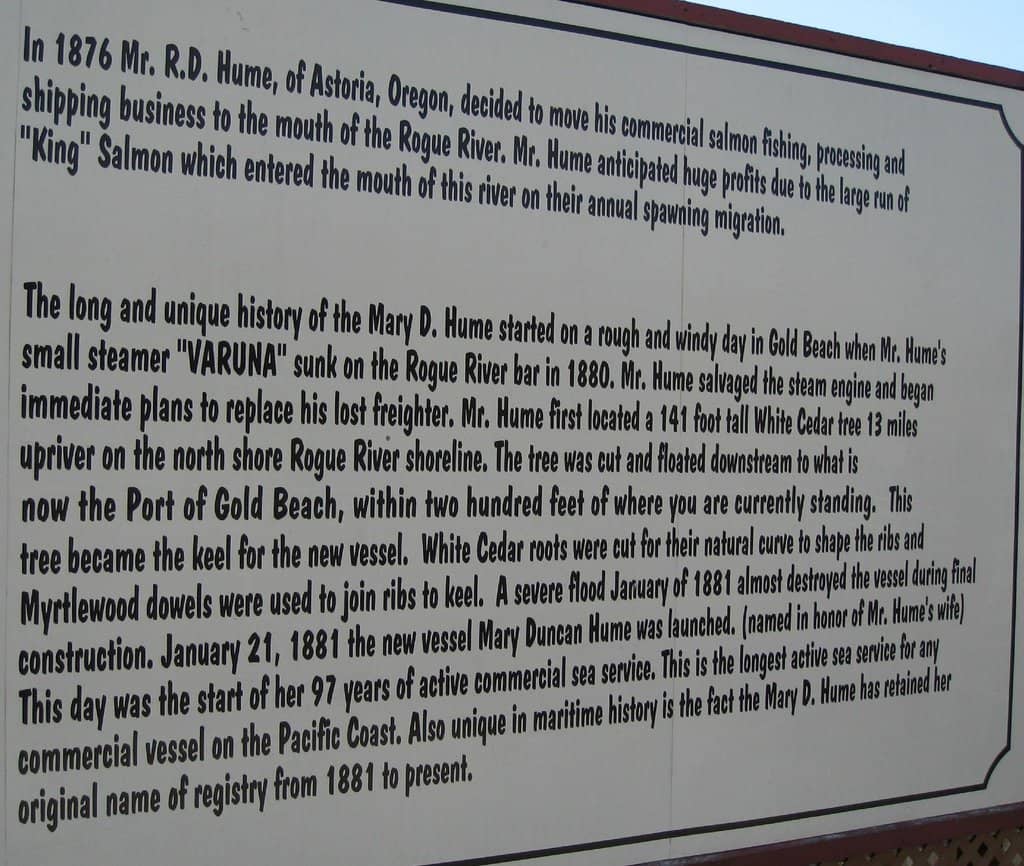 In 1876 Mr. R.D. Hume, of Astoria, Oregon, decided to move his commercial salmon fishing, processing and
shipping business to the mouth of the Rogue River. Mr. Hume anticipated huge profits due to the large run of
"King" Salmon which entered the mouth of this river on their annual spawning migration.
The long and unique history of the Mary D. Hume started on a rough and windy day in Gold Beach when Mr. Hume's
small steamer "VARUNA" sunk on the Rogue River bar in 1880. Mr. Hume salvaged the steam engine and began
immediate plans to replace his lost freighter. Mr. Hume first located a 141 foot tall White Cedar tree 13 miles
upriver on the north shore Rogue River shoreline. The tree was cut and floated downstream to what is
now the Port of Gold Beach, within two hundred feet of where you are currently standing. This
tree became the keel for the new vessel. White Cedar roots were cut for their natural curve to shape the ribs and
Myrtlewood dowels were used to join ribs to keel. A severe flood January of 1881 almost destroyed the vessel during final
construction. January 21, 1881 the new vessel Mary Duncan Hume was launched. (named in honor of Mr. Hume's wife)
This day was the start of her 97 years of active commercial sea service. This is the longest active sea service for any
commercial vessel on the Pacific Coast. Also unique in maritime history is the fact the Mary D. Hume has retained her
original name of registry from 1881 to present.